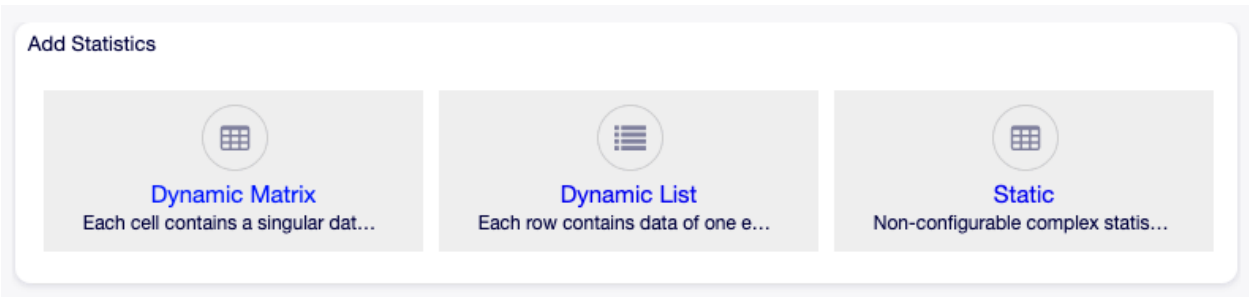 Add Statistics
Dynamic Matrix
Each cell contains a singular dat...
Dynamic List
Each row contains data of one e...
Static
Non-configurable complex statis...